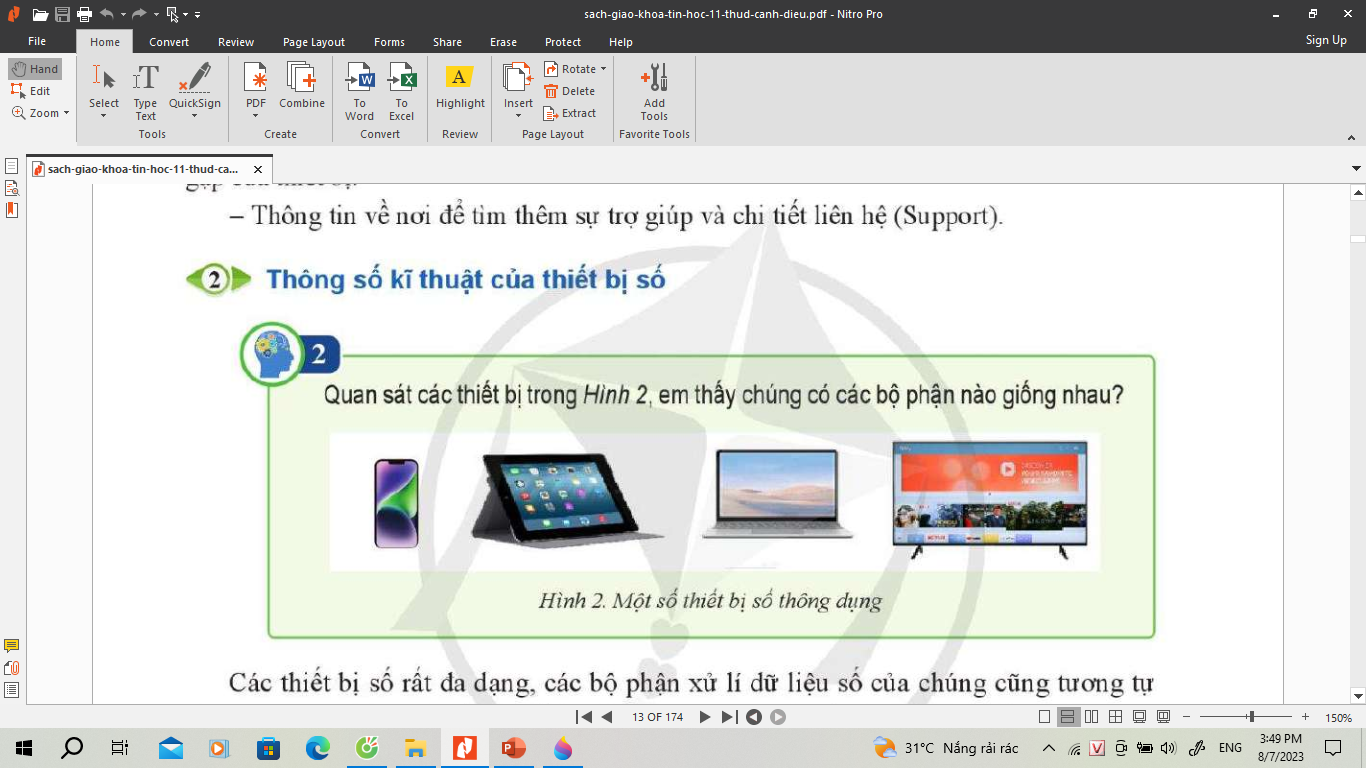 sach-giao-khoa-tin-hoc-11-thud-canh-dieu.pdf - Nitro Pro
File Home Convert Review Page Layout Forms Share Erase Protect Help Sign Up
Hand
Edit
Zoom
Select
Type Text
QuickSign
Tools
PDF
Combine
Create
To Word
To Excel
Convert
Highlight
Review
Insert
Rotate
Delete
Extract
Page Layout
Add Tools
Favorite Tools
sach-giao-khoa-tin-hoc-11-thud-ca...
– Thông tin về nơi để tìm thêm sự trợ giúp và chi tiết liên hệ (Support).
2 Thông số kĩ thuật của thiết bị số
2
Quan sát các thiết bị trong Hình 2, em thấy chúng có các bộ phận nào giống nhau?
Hình 2. Một số thiết bị số thông dụng
Các thiết bị số rất đa dạng, các bộ phận xử lí dữ liệu số của chúng cũng tương tự
13 OF 174
150%
31°C Nắng rải rác
ENG
3:49 PM
8/7/2023